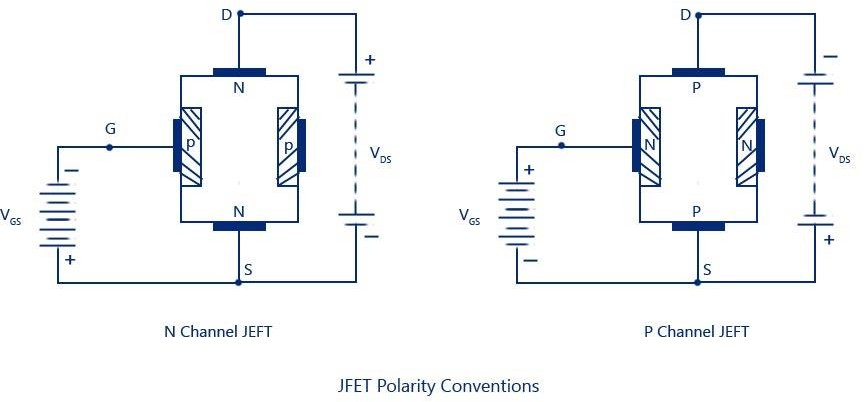 D
+
N
G
P
P
−
V_DS
V_GS
N
−
+
S
N Channel JEFT
D
−
P
G
N
N
+
V_DS
V_GS
P
+
−
S
P Channel JEFT
JFET Polarity Conventions